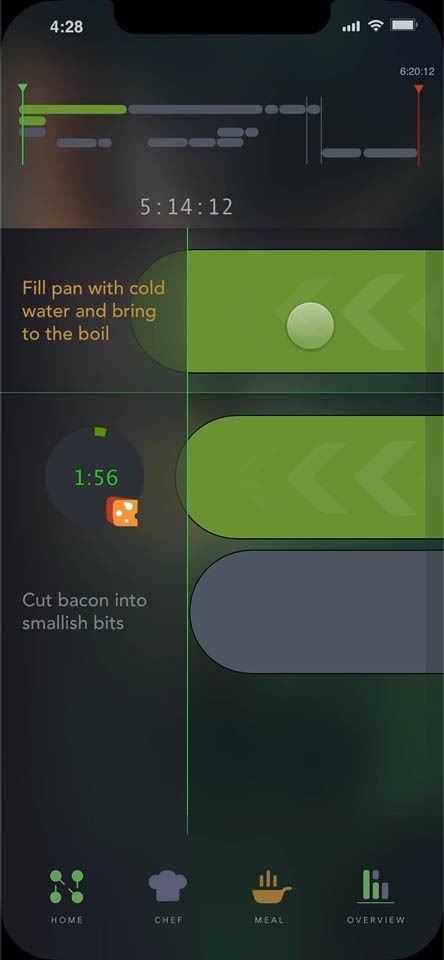 4:28
6:20:12
5:14:12
Fill pan with cold
water and bring
to the boil
1:56
Cut bacon into
smallish bits
HOME CHEF MEAL OVERVIEW